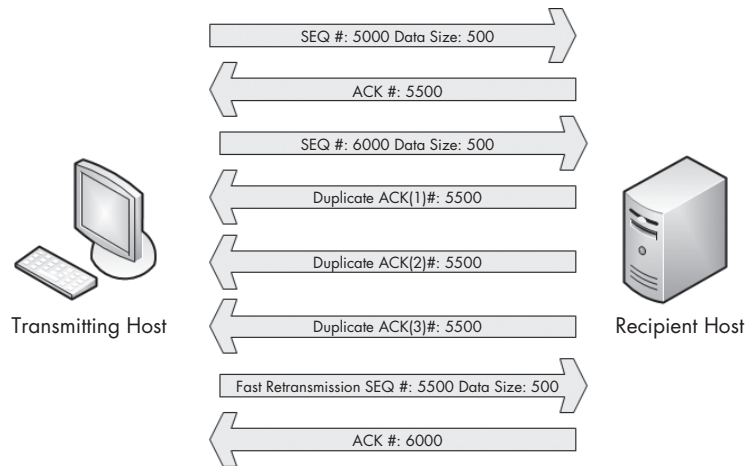 SEQ #: 5000 Data Size: 500
ACK #: 5500
SEQ #: 6000 Data Size: 500
Duplicate ACK(1)#: 5500
Duplicate ACK(2)#: 5500
Duplicate ACK(3)#: 5500
Transmitting Host
Recipient Host
Fast Retransmission SEQ #: 5500 Data Size: 500
ACK #: 6000